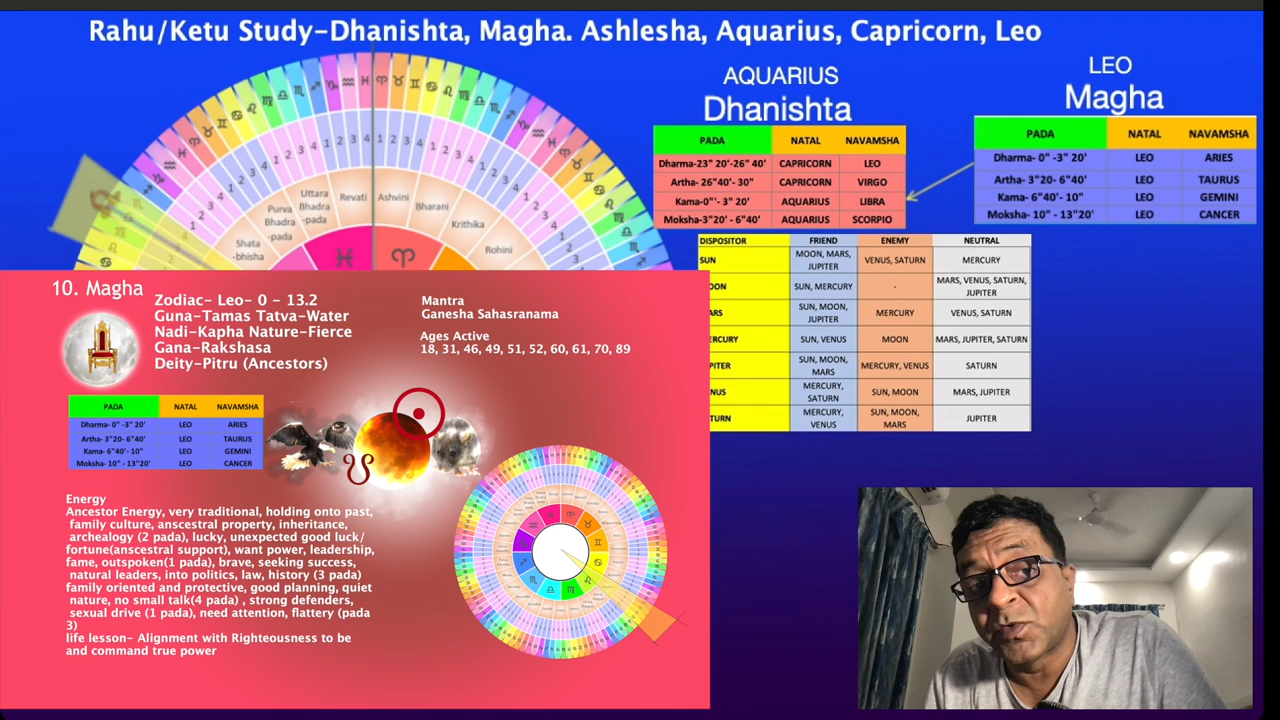 Rahu/Ketu Study-Dhanishta, Magha. Ashlesha, Aquarius, Capricorn, Leo
AQUARIUS
Dhanishta
PADA NATAL NAVAMSHA
Dharma-23" 20'-26" 40' CAPRICORN LEO
Artha- 26"40'- 30" CAPRICORN VIRGO
Kama-0"'- 3" 20' AQUARIUS LIBRA
Moksha-3"20' - 6"40' AQUARIUS SCORPIO
LEO
Magha
PADA NATAL NAVAMSHA
Dharma- 0" -3" 20' LEO ARIES
Artha- 3"20- 6"40' LEO TAURUS
Kama- 6"40'- 10" LEO GEMINI
Moksha- 10" - 13"20' LEO CANCER
DISPOSITOR FRIEND ENEMY NEUTRAL
SUN MOON, MARS, JUPITER VENUS, SATURN MERCURY
OON SUN, MERCURY - MARS, VENUS, SATURN, JUPITER
ARS SUN, MOON, JUPITER MERCURY VENUS, SATURN
ERCURY SUN, VENUS MOON MARS, JUPITER, SATURN
PITER SUN, MOON, MARS MERCURY, VENUS SATURN
NUS MERCURY, SATURN SUN, MOON MARS, JUPITER
TURN MERCURY, VENUS SUN, MOON, MARS JUPITER
Shata
-bhisha
Purva
Bhadra
-pada
Uttara
Bhadra
-pada
Revati
Ashvini
Bharani
Krithika
Rohini
10. Magha
Zodiac- Leo- 0 - 13.2
Guna-Tamas Tatva-Water
Nadi-Kapha Nature-Fierce
Gana-Rakshasa
Deity-Pitru (Ancestors)
Mantra
Ganesha Sahasranama
Ages Active
18, 31, 46, 49, 51, 52, 60, 61, 70, 89
PADA NATAL NAVAMSHA
Dharma- 0" -3" 20' LEO ARIES
Artha- 3"20- 6"40' LEO TAURUS
Kama- 6"40'- 10" LEO GEMINI
Moksha- 10" - 13"20' LEO CANCER
Energy
Ancestor Energy, very traditional, holding onto past,
family culture, anscestral property, inheritance,
archealogy (2 pada), lucky, unexpected good luck/
fortune(anscestral support), want power, leadership,
fame, outspoken(1 pada), brave, seeking success,
natural leaders, into politics, law, history (3 pada)
family oriented and protective, good planning, quiet
nature, no small talk(4 pada) , strong defenders,
sexual drive (1 pada), need attention, flattery (pada
3)
life lesson- Alignment with Righteousness to be
and command true power